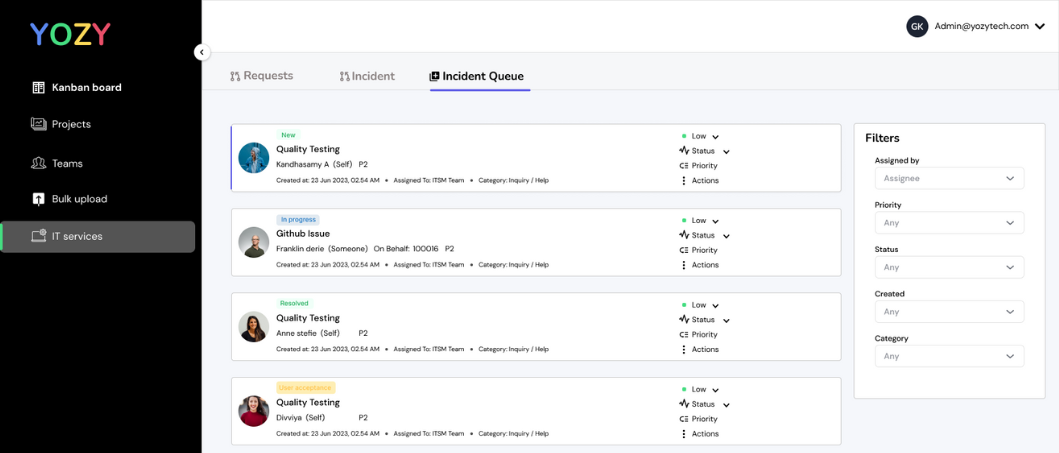 YOZY
Kanban board
Projects
Teams
Bulk upload
IT services
GK Admin@yozytech.com
Requests Incident Incident Queue
New
Quality Testing
Kandhasamy A (Self) P2
Created at: 23 Jun 2023, 02.54 AM • Assigned To: ITSM Team • Category: Inquiry / Help
Low
Status
Priority
Actions
In progress
Github Issue
Franklin derie (Someone) On Behalf: 100016 P2
Created at: 23 Jun 2023, 02.54 AM • Assigned To: ITSM Team • Category: Inquiry / Help
Low
Status
Priority
Actions
Resolved
Quality Testing
Anne stefie (Self) P2
Created at: 23 Jun 2023, 02.54 AM • Assigned To: ITSM Team • Category: Inquiry / Help
Low
Status
Priority
Actions
User acceptance
Quality Testing
Divviya (Self) P2
Created at: 23 Jun 2023, 02.54 AM • Assigned To: ITSM Team • Category: Inquiry / Help
Low
Status
Priority
Actions
Filters
Assigned by
Assignee
Priority
Any
Status
Any
Created
Any
Category
Any